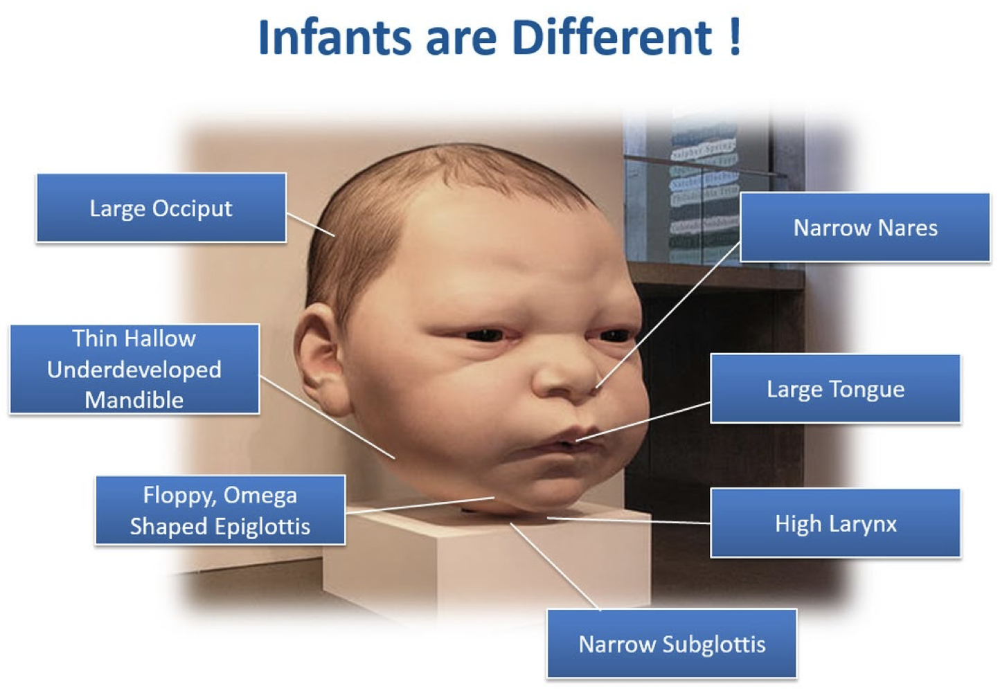 Infants are Different !
Large Occiput
Narrow Nares
Thin Hallow
Underdeveloped
Mandible
Large Tongue
Floppy, Omega
Shaped Epiglottis
High Larynx
Narrow Subglottis